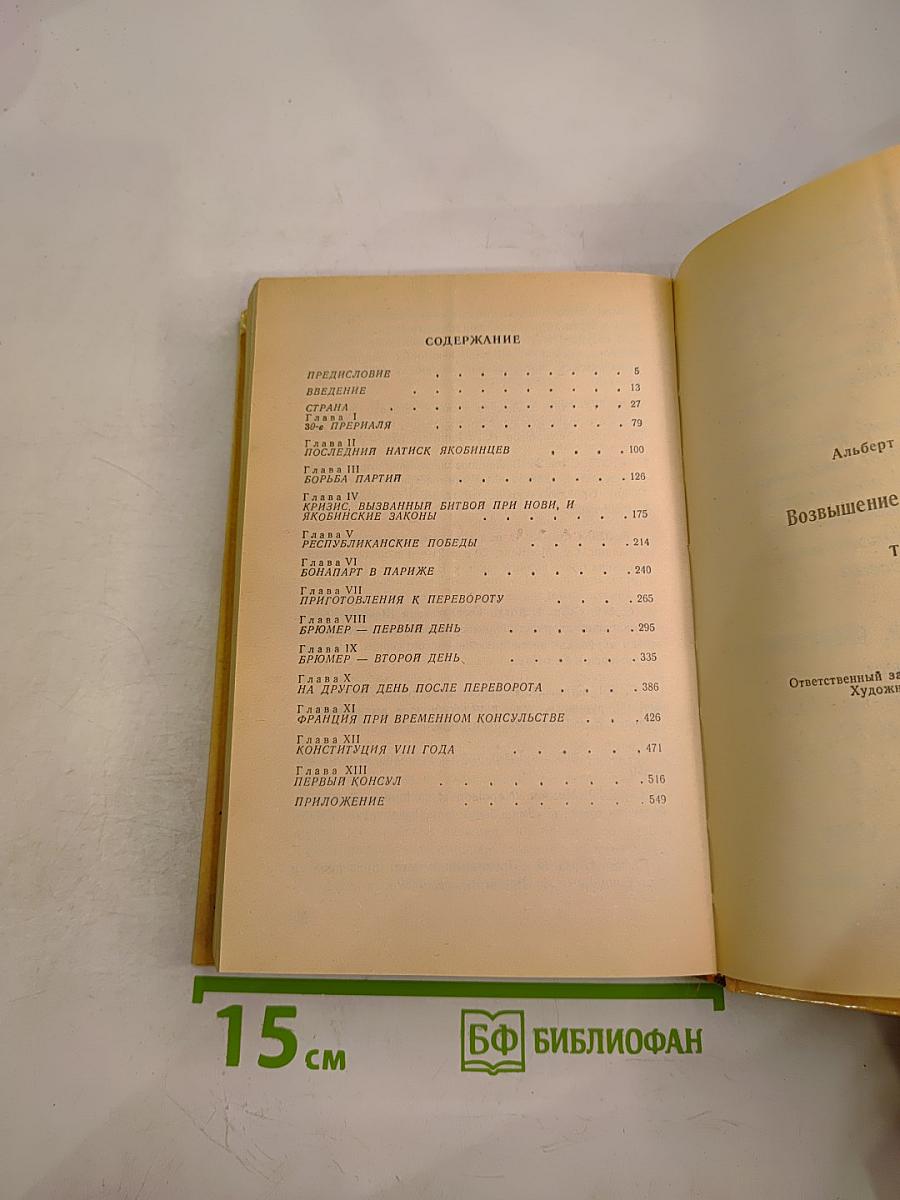 СОДЕРЖАНИЕ
ПРЕДИСЛОВИЕ . . . . . . . . . 5
ВВЕДЕНИЕ . . . . . . . . . . 13
СТРАНА . . . . . . . . . . . 27
Глава I
30-е ПРЕРИАЛЯ . . . . . . . . . 79
Глава II
ПОСЛЕДНИЙ НАТИСК ЯКОБИНЦЕВ . . . . 100
Глава III
БОРЬБА ПАРТИЙ . . . . . . . . 126
Глава IV
КРИЗИС, ВЫЗВАННЫЙ БИТВОЙ ПРИ НОВИ, И
ЯКОБИНСКИЕ ЗАКОНЫ . . . . . . 175
Глава V
РЕСПУБЛИКАНСКИЕ ПОБЕДЫ . . . . . 214
Глава VI
БОНАПАРТ В ПАРИЖЕ . . . . . . 240
Глава VII
ПРИГОТОВЛЕНИЯ К ПЕРЕВОРОТУ . . . . 265
Глава VIII
БРЮМЕР — ПЕРВЫЙ ДЕНЬ . . . . . 295
Глава IX
БРЮМЕР — ВТОРОЙ ДЕНЬ . . . . . . 335
Глава X
НА ДРУГОЙ ДЕНЬ ПОСЛЕ ПЕРЕВОРОТА . . . . 386
Глава XI
ФРАНЦИЯ ПРИ ВРЕМЕННОМ КОНСУЛЬСТВЕ . . . 426
Глава XII
КОНСТИТУЦИЯ VIII ГОДА . . . . . . 471
Глава XIII
ПЕРВЫЙ КОНСУЛ . . . . . . . . . 516
ПРИЛОЖЕНИЕ . . . . . . . . 549
Альберт
Возвышение
Ответственный за
Художн
15 см
БФ БИБЛИОФАН